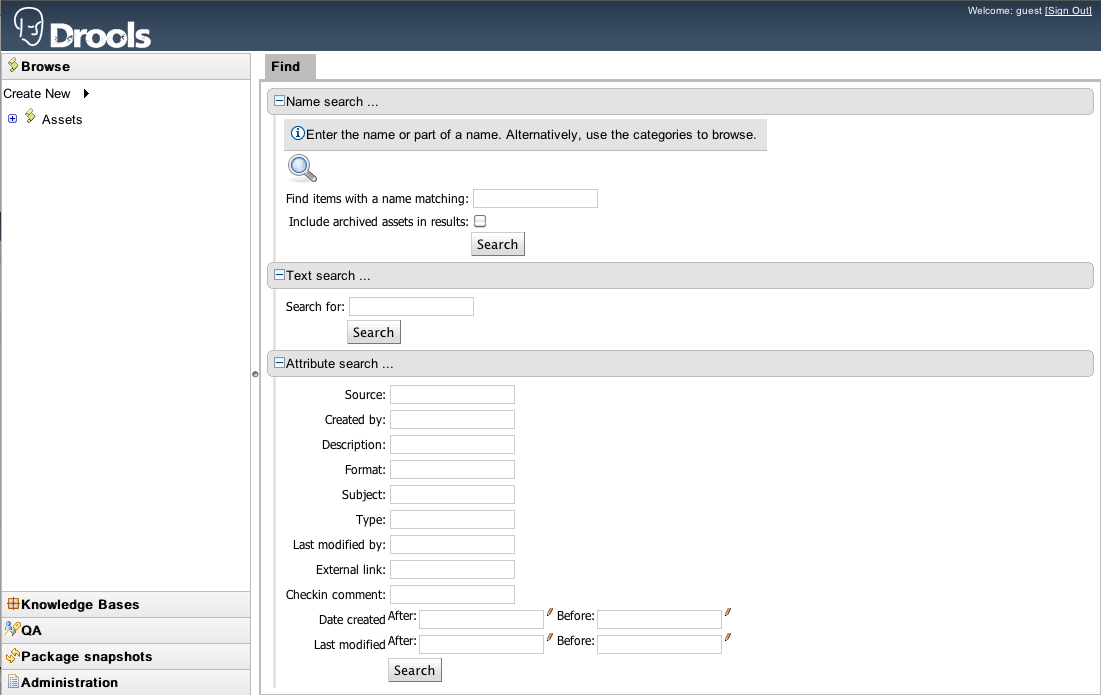 Welcome: guest [Sign Out]
Drools
Browse
Create New
Assets
Knowledge Bases
QA
Package snapshots
Administration
Find
Name search ...
Enter the name or part of a name. Alternatively, use the categories to browse.
Find items with a name matching:
Include archived assets in results:
Search
Text search ...
Search for:
Search
Attribute search ...
Source:
Created by:
Description:
Format:
Subject:
Type:
Last modified by:
External link:
Checkin comment:
Date created After: Before:
Last modified After: Before:
Search